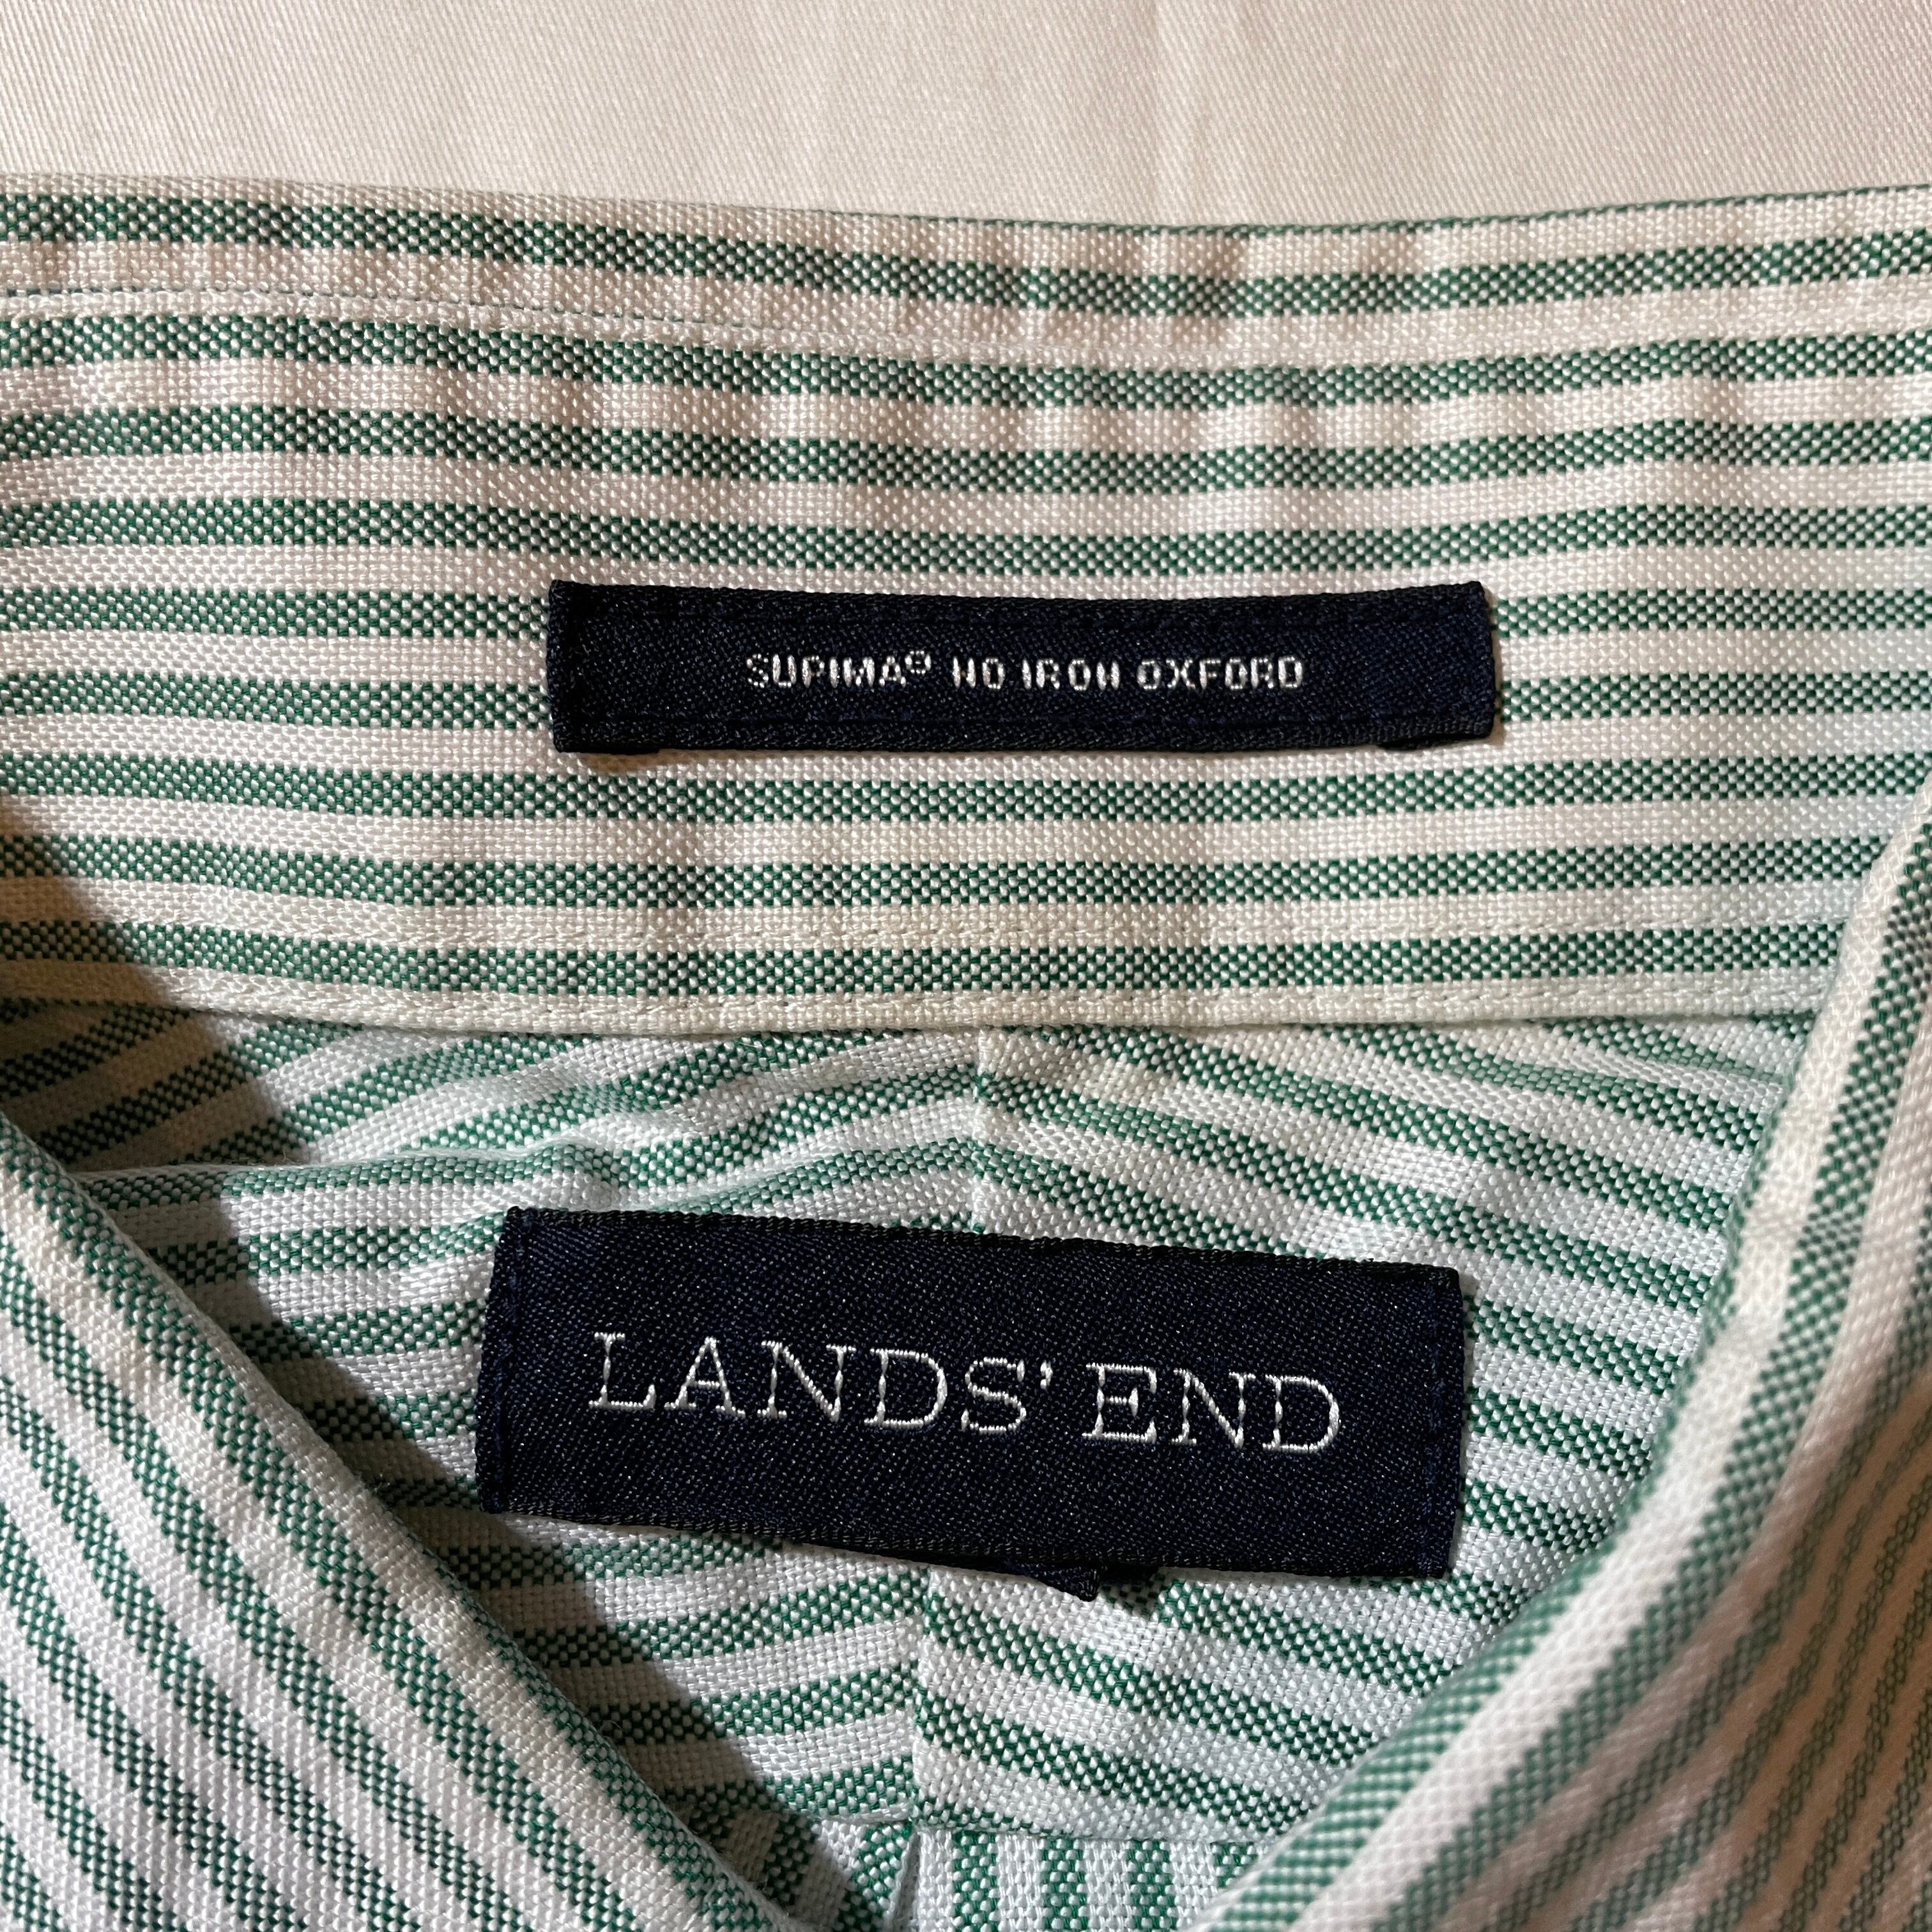 SUPIMA® NO IRON OXFORD
LANDS' END